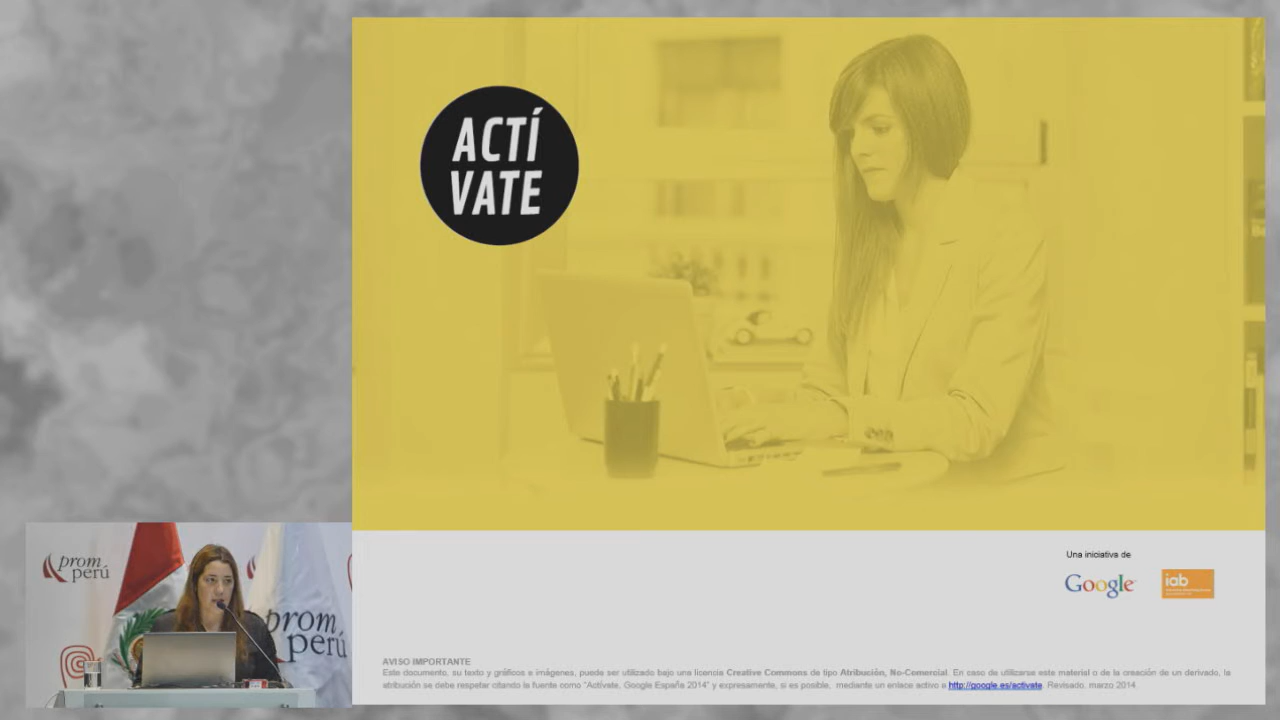 ACTÍ
VATE
Una iniciativa de
Google
iab
prom
perú
prom
perú
AVISO IMPORTANTE
Este documento, su texto y gráficos e imágenes, puede ser utilizado bajo una licencia Creative Commons de tipo Atribución, No-Comercial. En caso de utilizarse este material o de la creación de un derivado, la
atribución se debe respetar citando la fuente como "Actívate, Google España 2014" y expresamente, si es posible, mediante un enlace activo a http://google.es/activate. Revisado. marzo 2014.